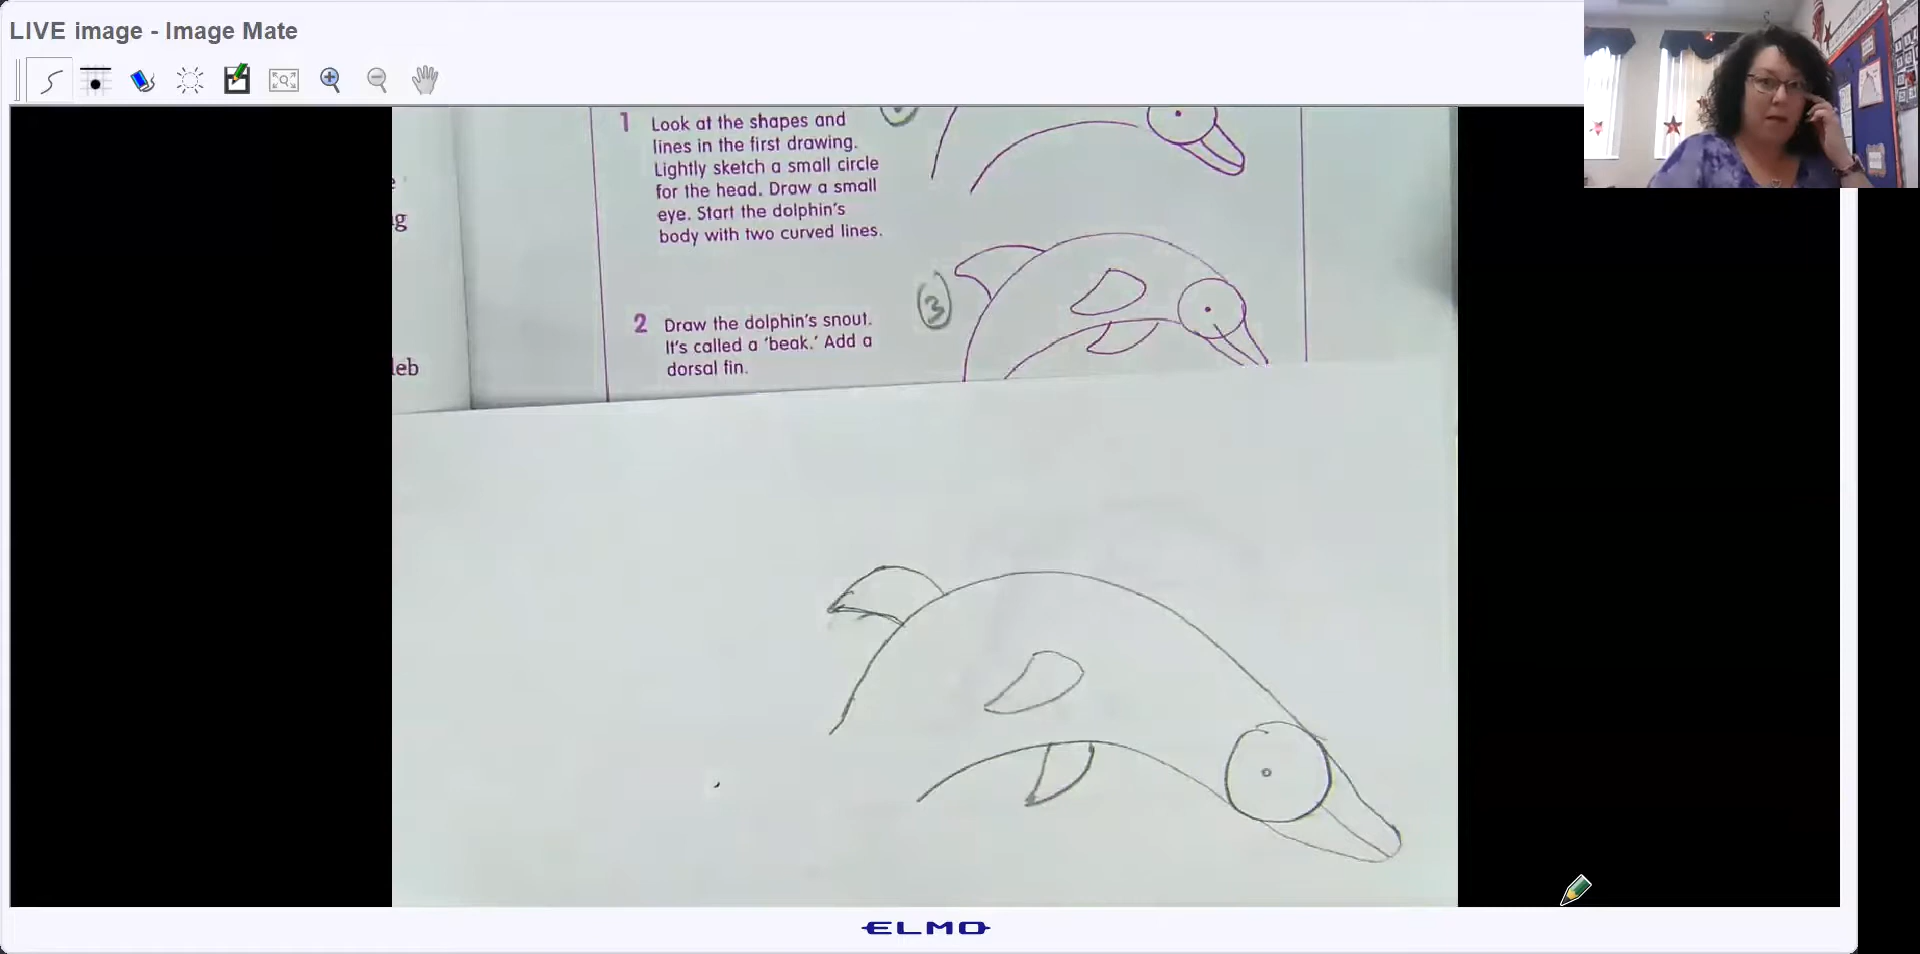 LIVE image - Image Mate
1 Look at the shapes and
lines in the first drawing.
Lightly sketch a small circle
for the head. Draw a small
eye. Start the dolphin's
body with two curved lines.
g
3
2 Draw the dolphin's snout.
It's called a 'beak.' Add a
dorsal fin.
leb
ELMO